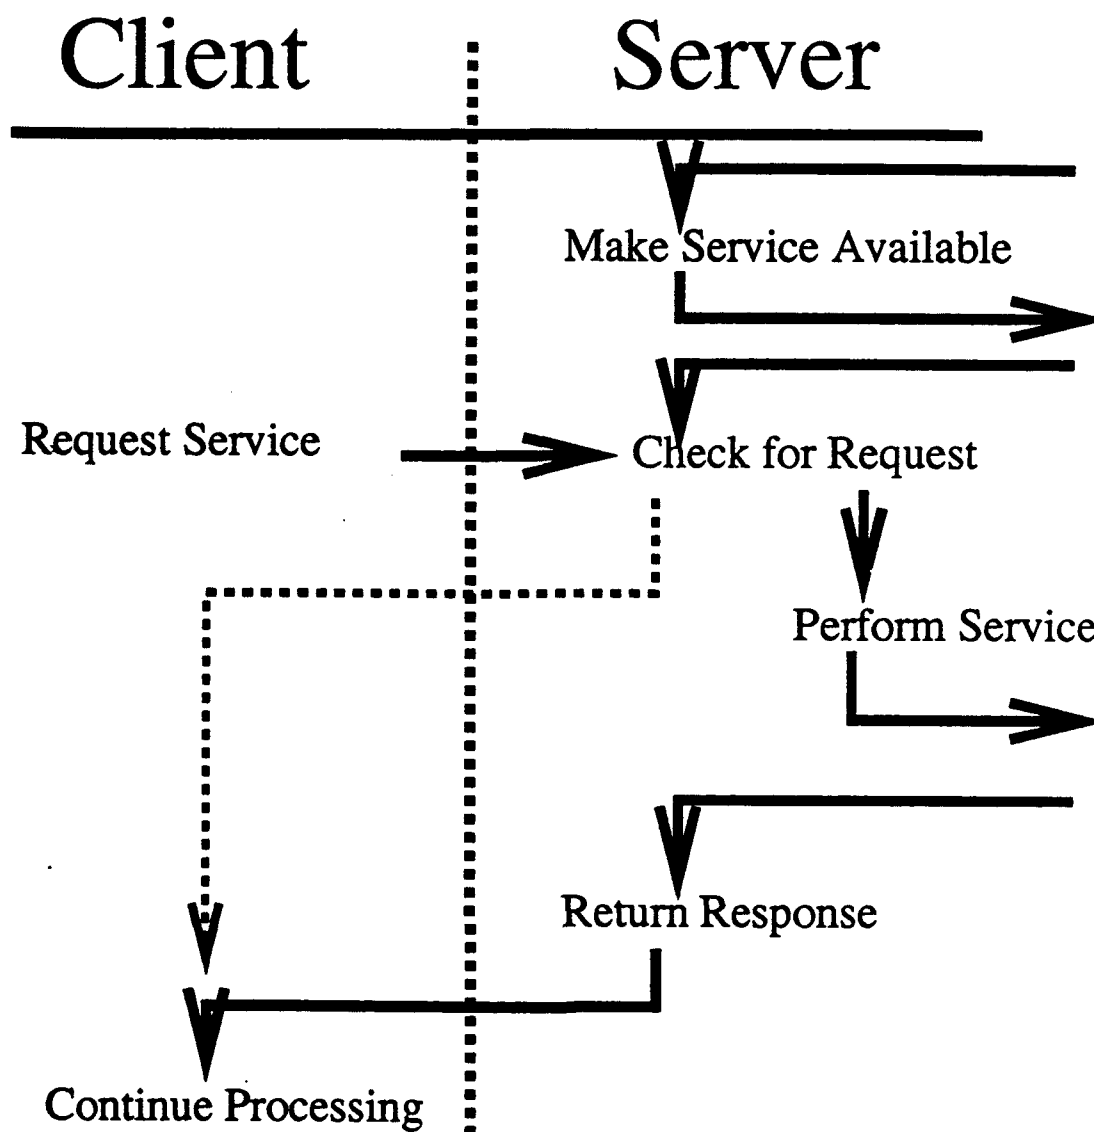 Client
Server
Make Service Available
Request Service
Check for Request
Perform Service
Return Response
Continue Processing